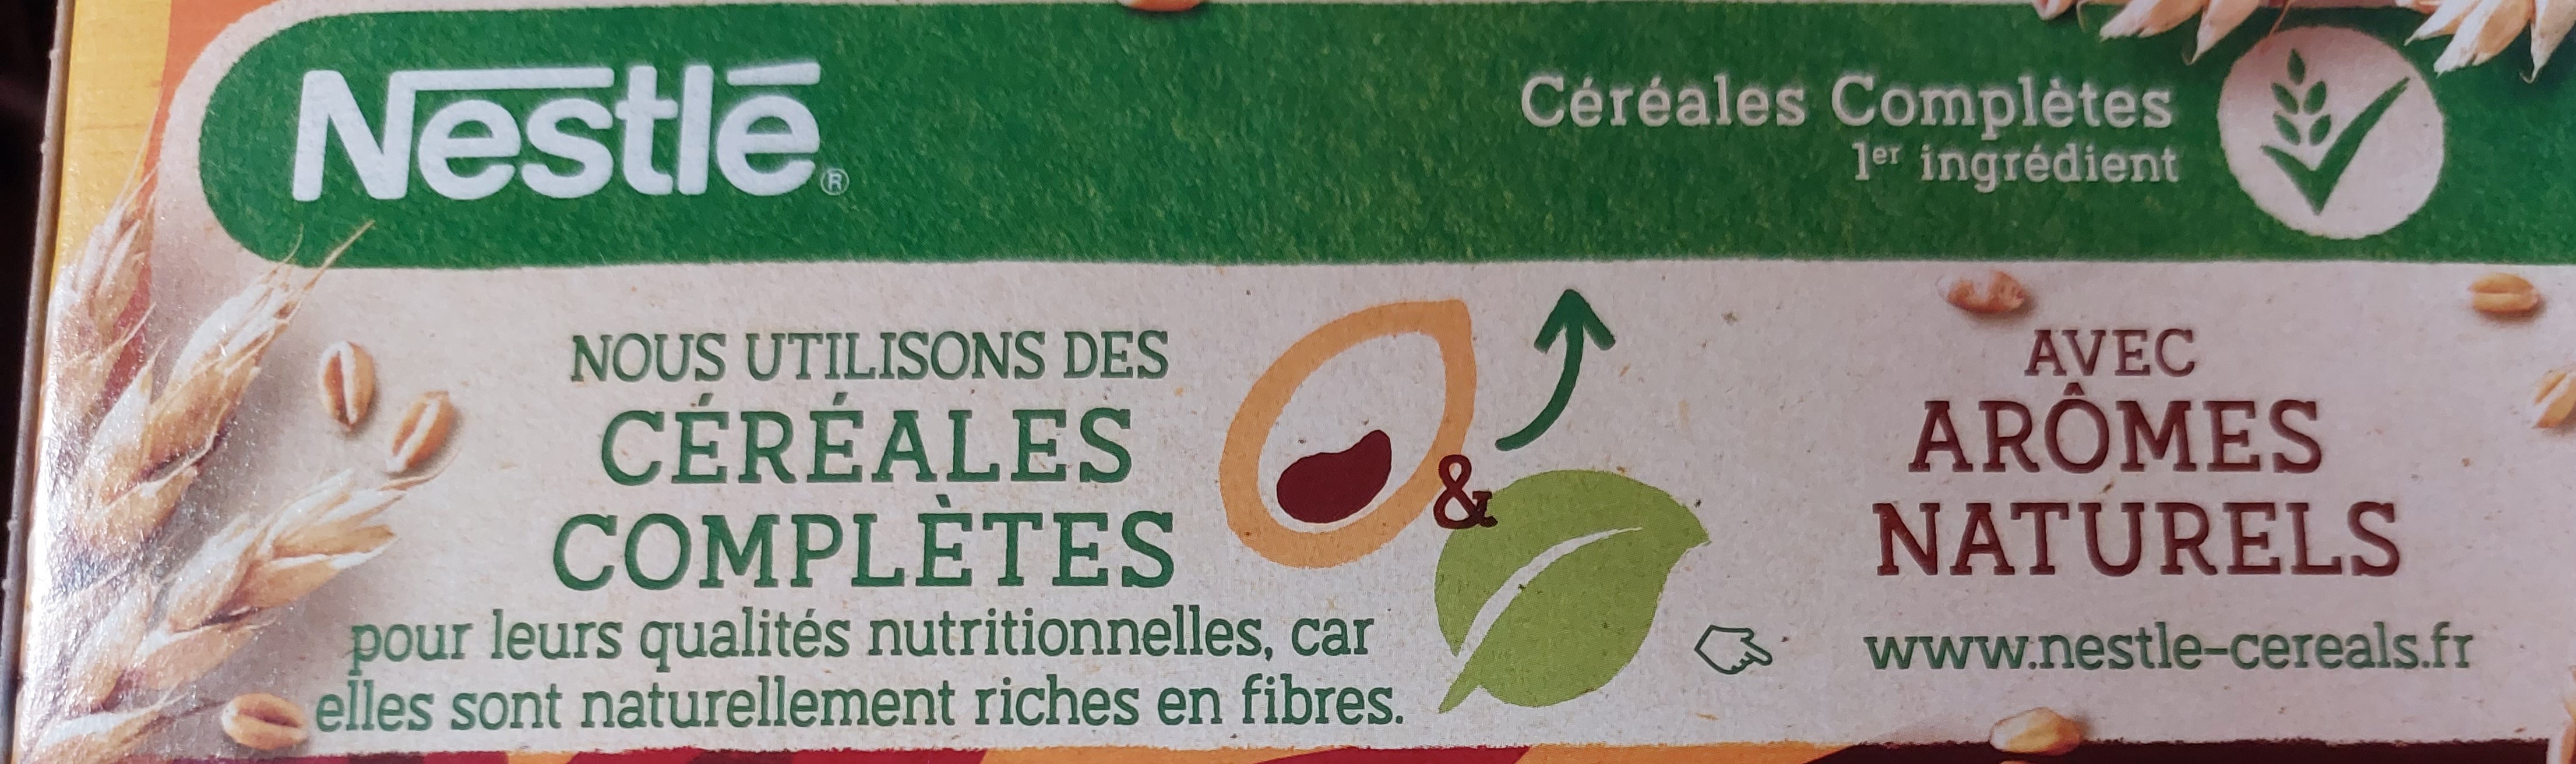 Nestlé®
Céréales Complètes
1er ingrédient
NOUS UTILISONS DES
CÉRÉALES
COMPLÈTES
pour leurs qualités nutritionnelles, car
elles sont naturellement riches en fibres.
&
AVEC
ARÔMES
NATURELS
www.nestle-cereals.fr